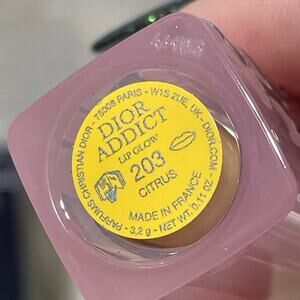 PARFUMS CHRISTIAN DIOR - 75008 PARIS - W1S 2UE, UK - DIOR.COM
DIOR
ADDICT
LIP GLOW
203
CITRUS
MADE IN FRANCE
3,2 g - NET WT. 0.11 OZ